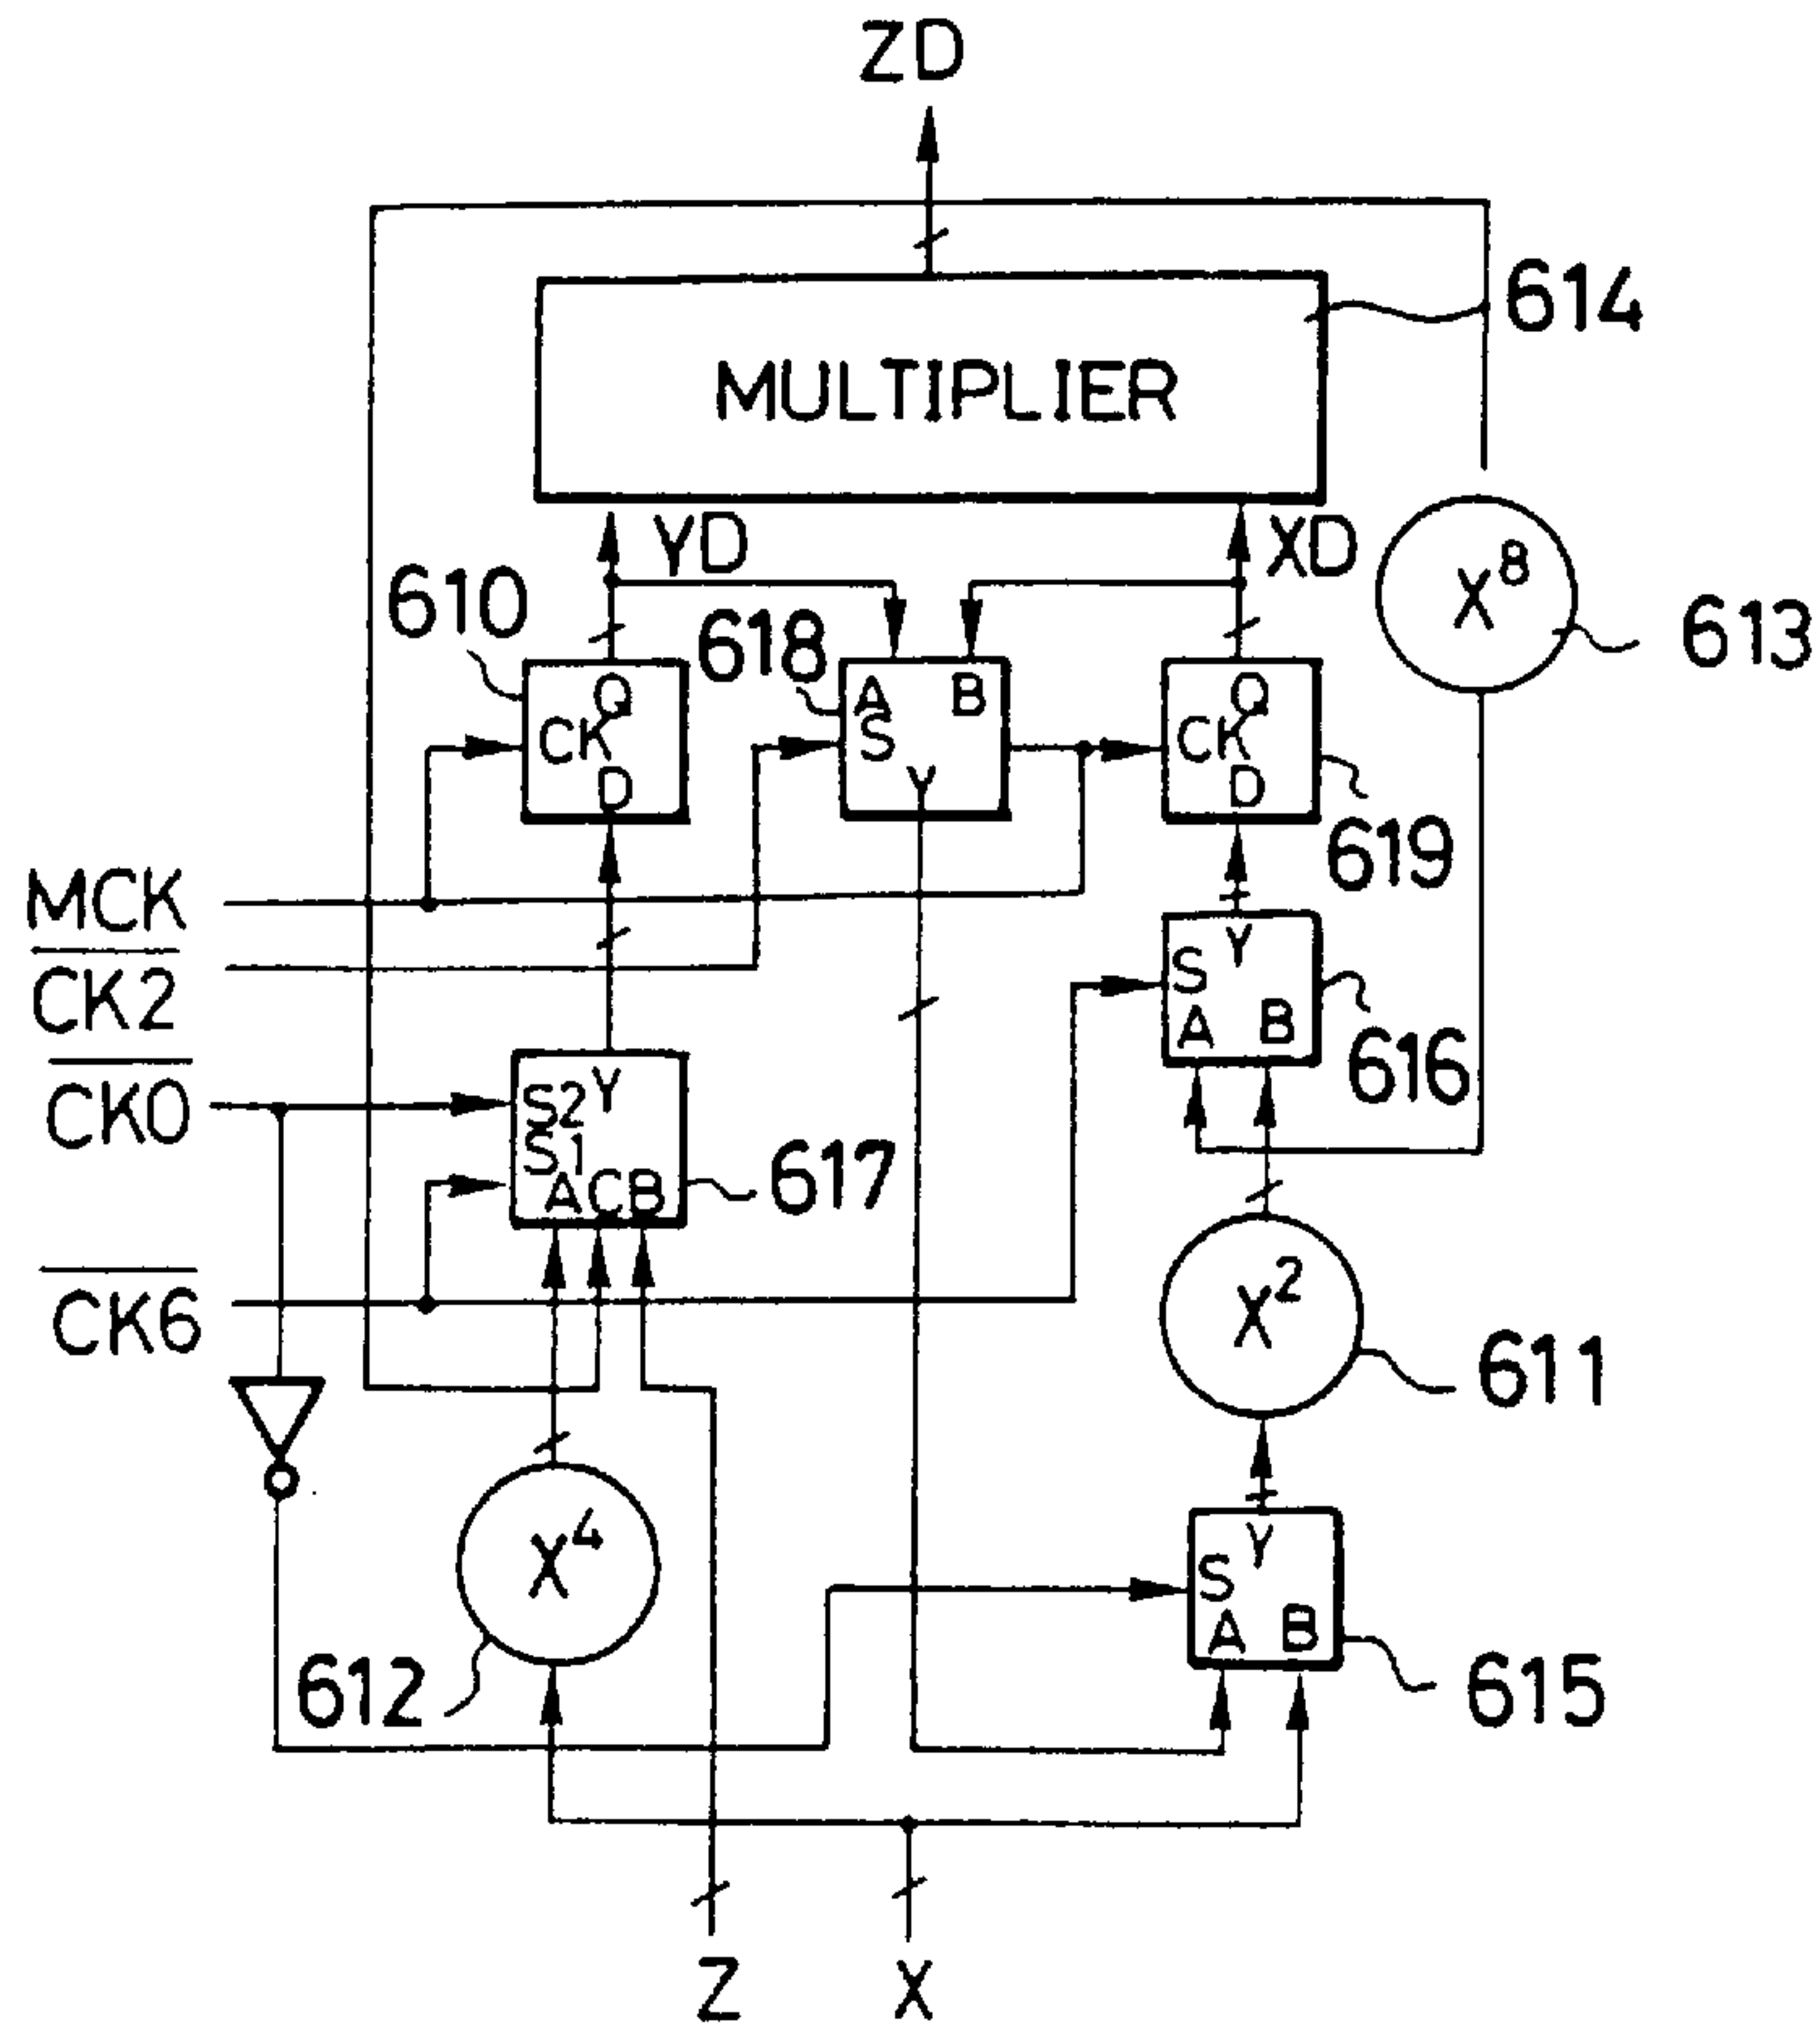 ZD
614
MULTIPLIER
YD
XD
X8
613
610
618
Q
CK
D
A
B
S
Y
Q
CK
D
619
MCK
CK2
CK0
CK6
Y
S
A
B
616
S2
Y
S1
A
C
B
617
X2
611
X4
612
Y
S
A
B
615
Z
X